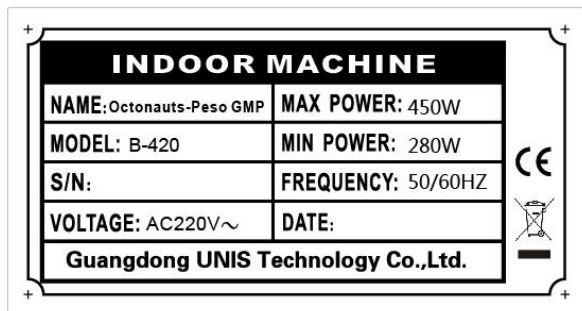 INDOOR MACHINE
NAME:Octonauts-Peso GMP MAX POWER: 450W
MODEL: B-420 MIN POWER: 280W
S/N: FREQUENCY: 50/60HZ
VOLTAGE: AC220V～ DATE:
CE
Guangdong UNIS Technology Co.,Ltd.